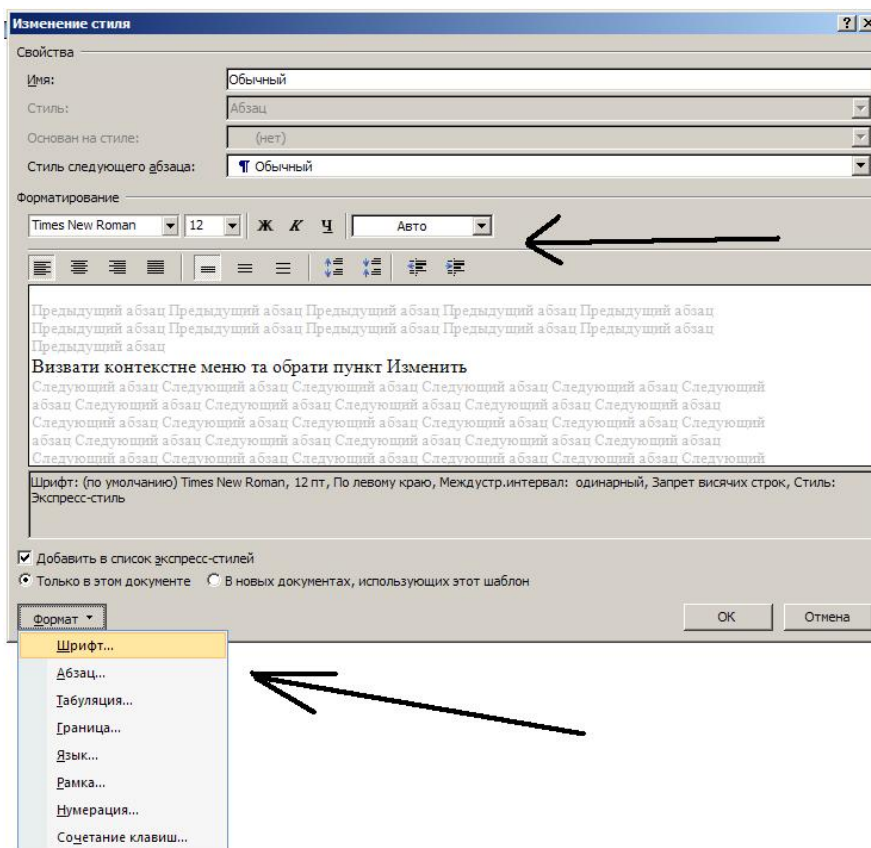 Изменение стиля
Свойства
Имя: Обычный
Стиль: Абзац
Основан на стиле: (нет)
Стиль следующего абзаца: ¶ Обычный
Форматирование
Times New Roman 12 Ж К Ч Авто
Предыдущий абзац Предыдущий абзац Предыдущий абзац Предыдущий абзац Предыдущий абзац
Предыдущий абзац Предыдущий абзац Предыдущий абзац Предыдущий абзац Предыдущий абзац
Предыдущий абзац
Визвати контекстне меню та обрати пункт Изменить
Следующий абзац Следующий абзац Следующий абзац Следующий абзац Следующий абзац Следующий
абзац Следующий абзац Следующий абзац Следующий абзац Следующий абзац Следующий абзац
Следующий абзац Следующий абзац Следующий абзац Следующий абзац Следующий абзац Следующий
абзац Следующий абзац Следующий абзац Следующий абзац Следующий абзац Следующий абзац
Следующий абзац Следующий абзац Следующий абзац Следующий абзац Следующий абзац Следующий
Шрифт: (по умолчанию) Times New Roman, 12 пт, По левому краю, Междустр.интервал: одинарный, Запрет висячих строк, Стиль:
Экспресс-стиль
Добавить в список экспресс-стилей
Только в этом документе В новых документах, использующих этот шаблон
Формат OK Отмена
Шрифт...
Абзац...
Табуляция...
Граница...
Язык...
Рамка...
Нумерация...
Сочетание клавиш...